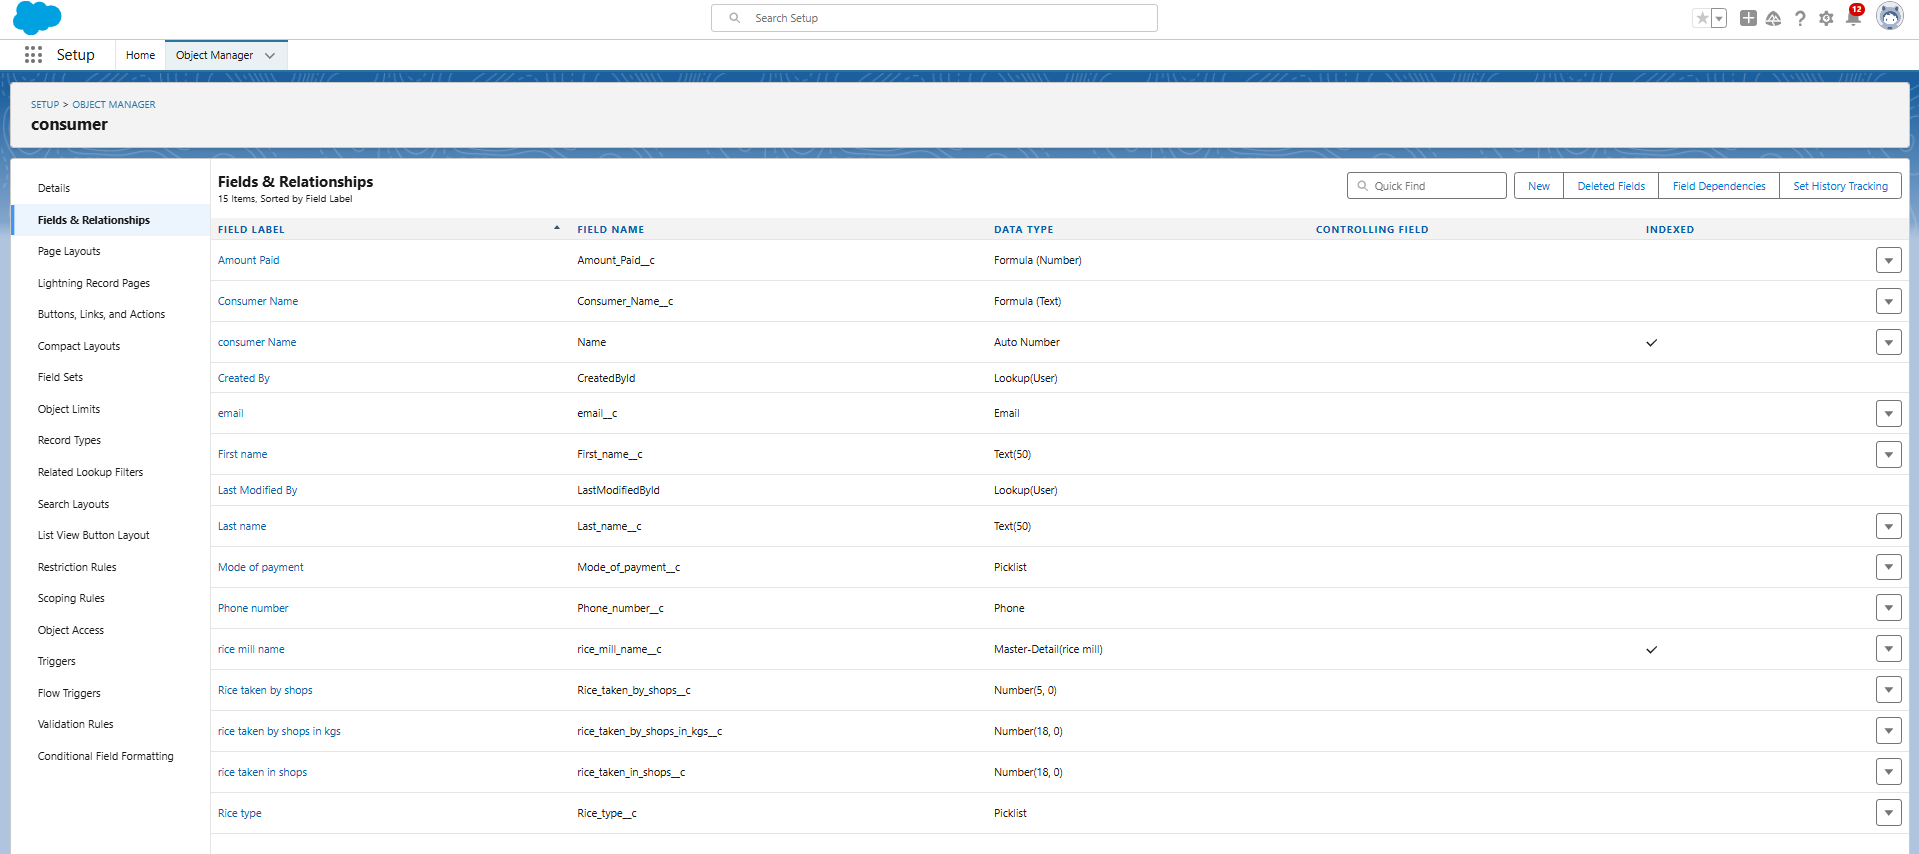 Search Setup
12
Setup
Home
Object Manager
SETUP > OBJECT MANAGER
consumer
Details
Fields & Relationships
Page Layouts
Lightning Record Pages
Buttons, Links, and Actions
Compact Layouts
Field Sets
Object Limits
Record Types
Related Lookup Filters
Search Layouts
List View Button Layout
Restriction Rules
Scoping Rules
Object Access
Triggers
Flow Triggers
Validation Rules
Conditional Field Formatting
Fields & Relationships
15 Items, Sorted by Field Label
Quick Find
New
Deleted Fields
Field Dependencies
Set History Tracking
FIELD LABEL FIELD NAME DATA TYPE CONTROLLING FIELD INDEXED
Amount Paid Amount_Paid__c Formula (Number)
Consumer Name Consumer_Name__c Formula (Text)
consumer Name Name Auto Number
Created By CreatedById Lookup(User)
email email__c Email
First name First_name__c Text(50)
Last Modified By LastModifiedById Lookup(User)
Last name Last_name__c Text(50)
Mode of payment Mode_of_payment__c Picklist
Phone number Phone_number__c Phone
rice mill name rice_mill_name__c Master-Detail(rice mill)
Rice taken by shops Rice_taken_by_shops__c Number(5, 0)
rice taken by shops in kgs rice_taken_by_shops_in_kgs__c Number(18, 0)
rice taken in shops rice_taken_in_shops__c Number(18, 0)
Rice type Rice_type__c Picklist